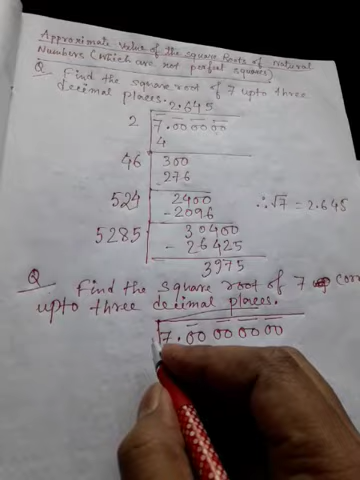 Approximate value of the square Roots of natural
Numbers (which are not perfect squares)
Q Find the square root of 7 upto three
decimal places.
2.645
2 7.00 00 00
4
46 300
276
524 2400
-2096
∴√7 = 2.645
5285 30400
- 26425
3975
Q Find the square root of 7 corr
upto three decimal places.
7.00 00 00 00